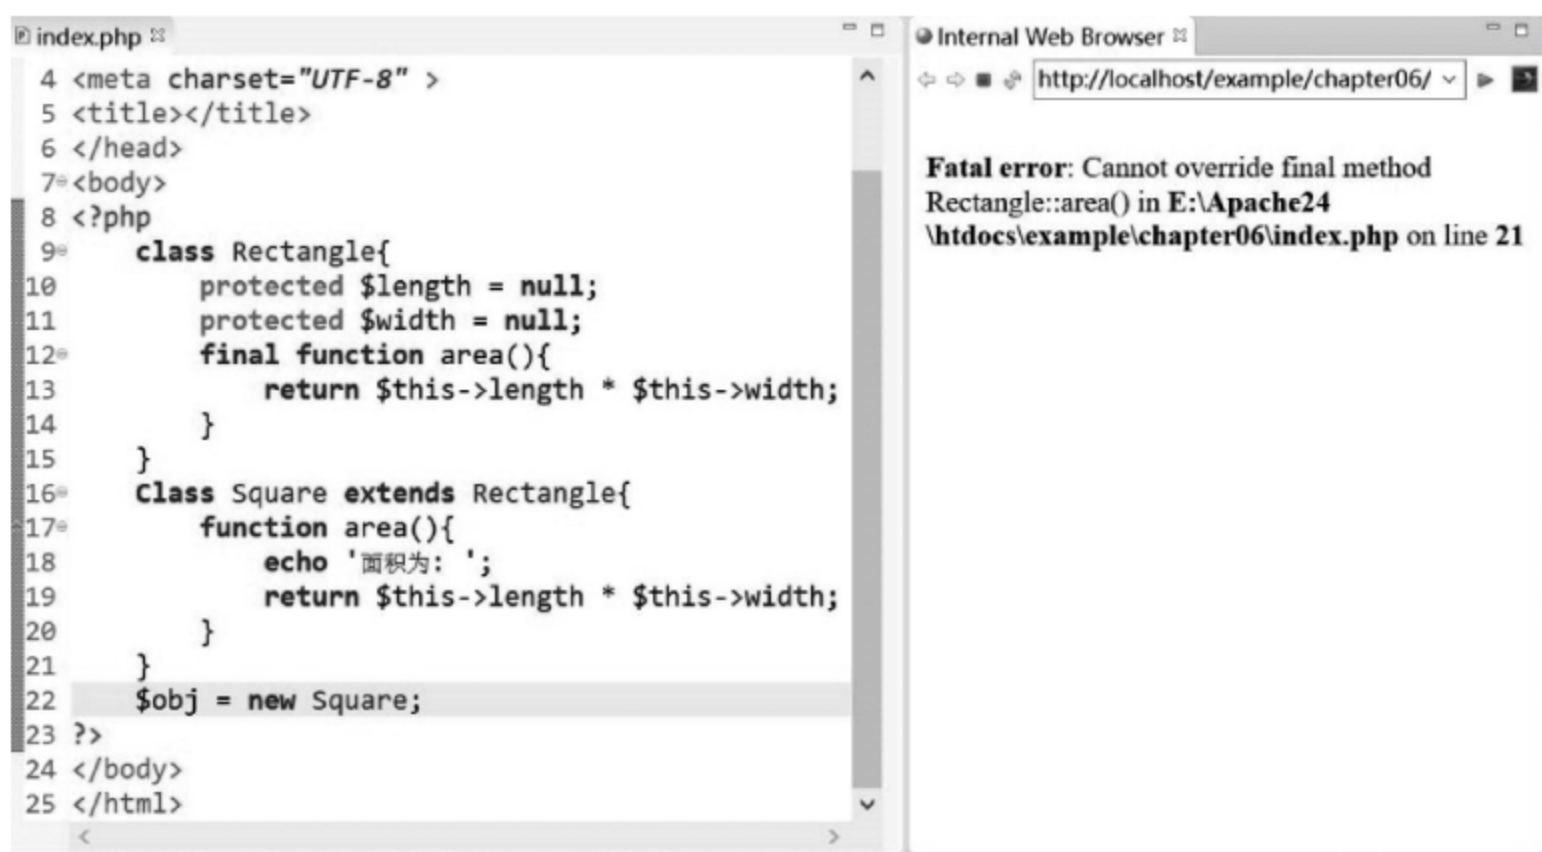 index.php
4 <meta charset="UTF-8" >
5 <title></title>
6 </head>
7 <body>
8 <?php
9     class Rectangle{
10         protected $length = null;
11         protected $width = null;
12         final function area(){
13             return $this->length * $this->width;
14         }
15     }
16     Class Square extends Rectangle{
17         function area(){
18             echo '面积为: ';
19             return $this->length * $this->width;
20         }
21     }
22     $obj = new Square;
23 ?>
24 </body>
25 </html>
Internal Web Browser
http://localhost/example/chapter06/
Fatal error: Cannot override final method
Rectangle::area() in E:\Apache24
\htdocs\example\chapter06\index.php on line 21